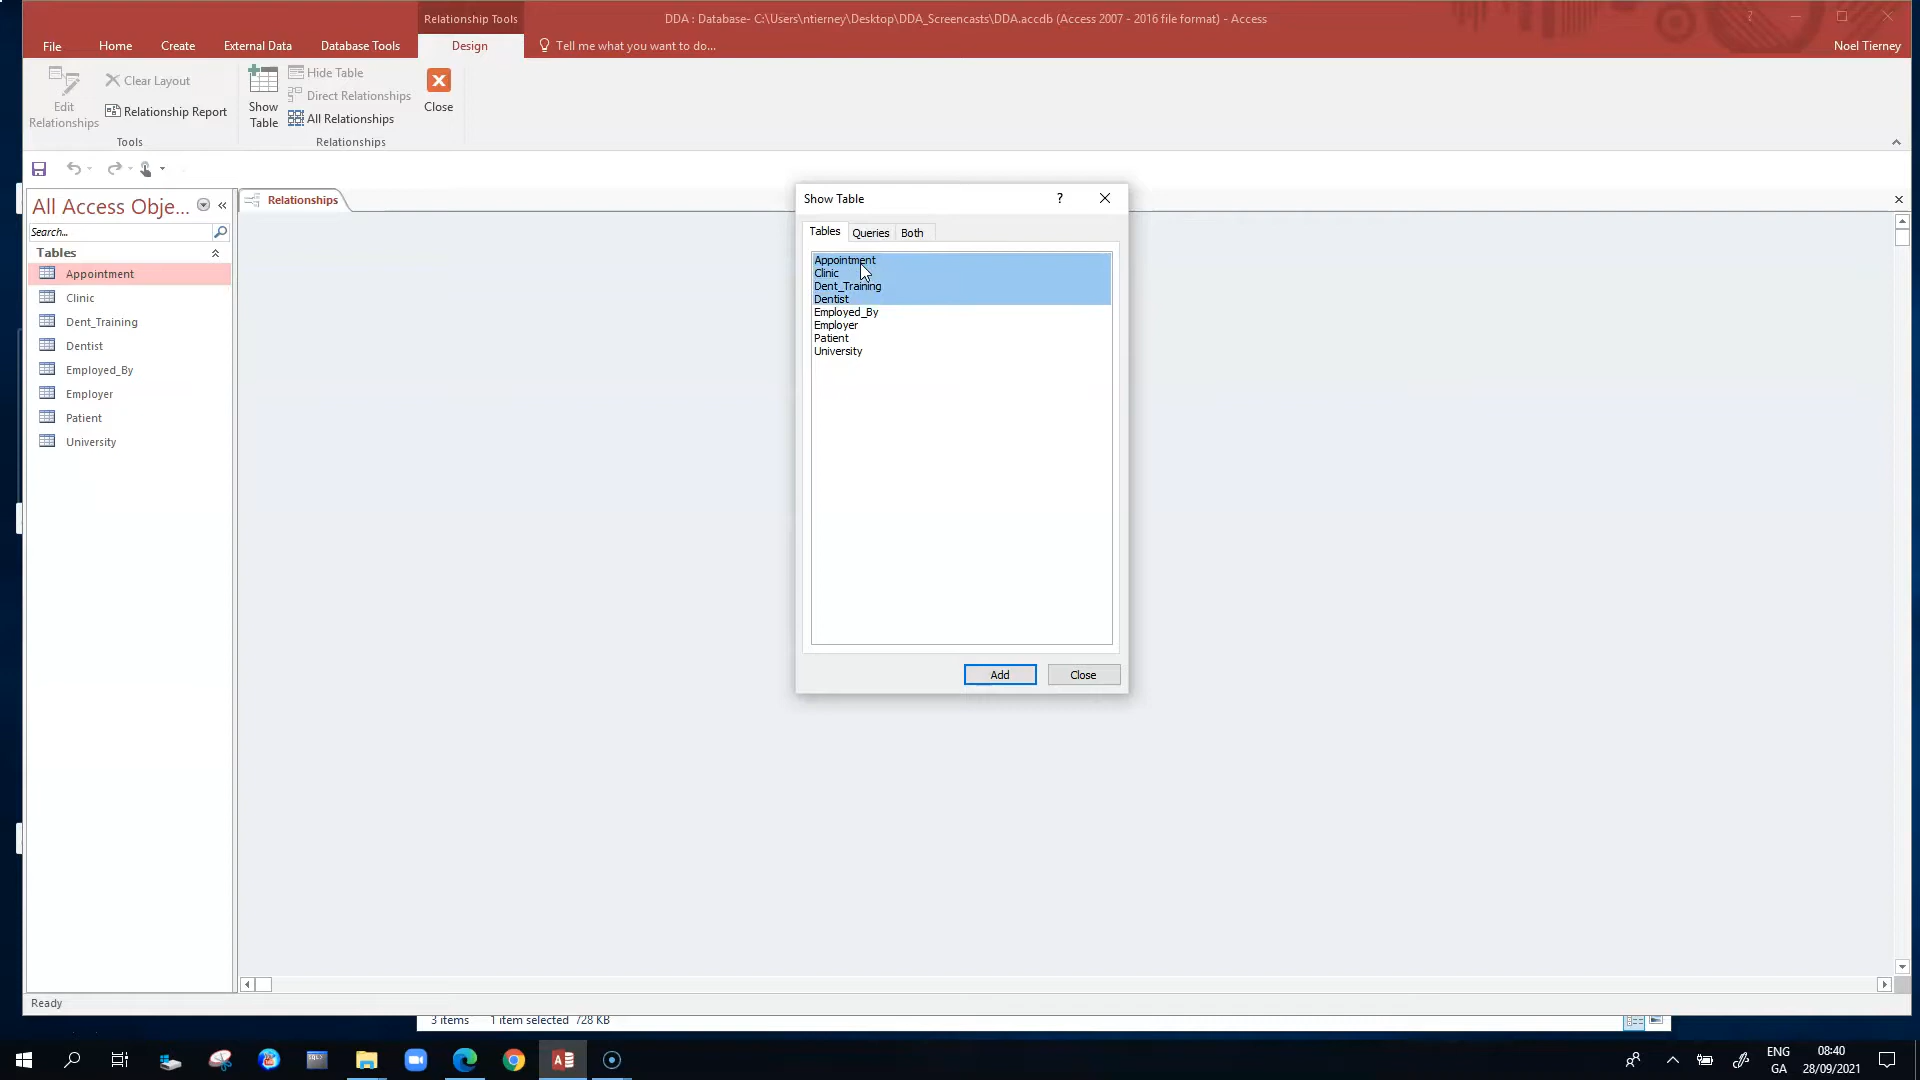 Relationship Tools
DDA : Database- C:\Users\ntierney\Desktop\DDA_Screencasts\DDA.accdb (Access 2007 - 2016 file format) - Access
?
File
Home
Create
External Data
Database Tools
Design
Tell me what you want to do...
Noel Tierney
Edit
Relationships
Clear Layout
Relationship Report
Tools
Show
Table
Hide Table
Direct Relationships
All Relationships
Relationships
Close
All Access Obje...
Search...
Tables
Appointment
Clinic
Dent_Training
Dentist
Employed_By
Employer
Patient
University
Relationships
Show Table
?
Tables
Queries
Both
Appointment
Clinic
Dent_Training
Dentist
Employed_By
Employer
Patient
University
Add
Close
Ready
3 items 1 item selected 728 KB
ENG
GA
08:40
28/09/2021